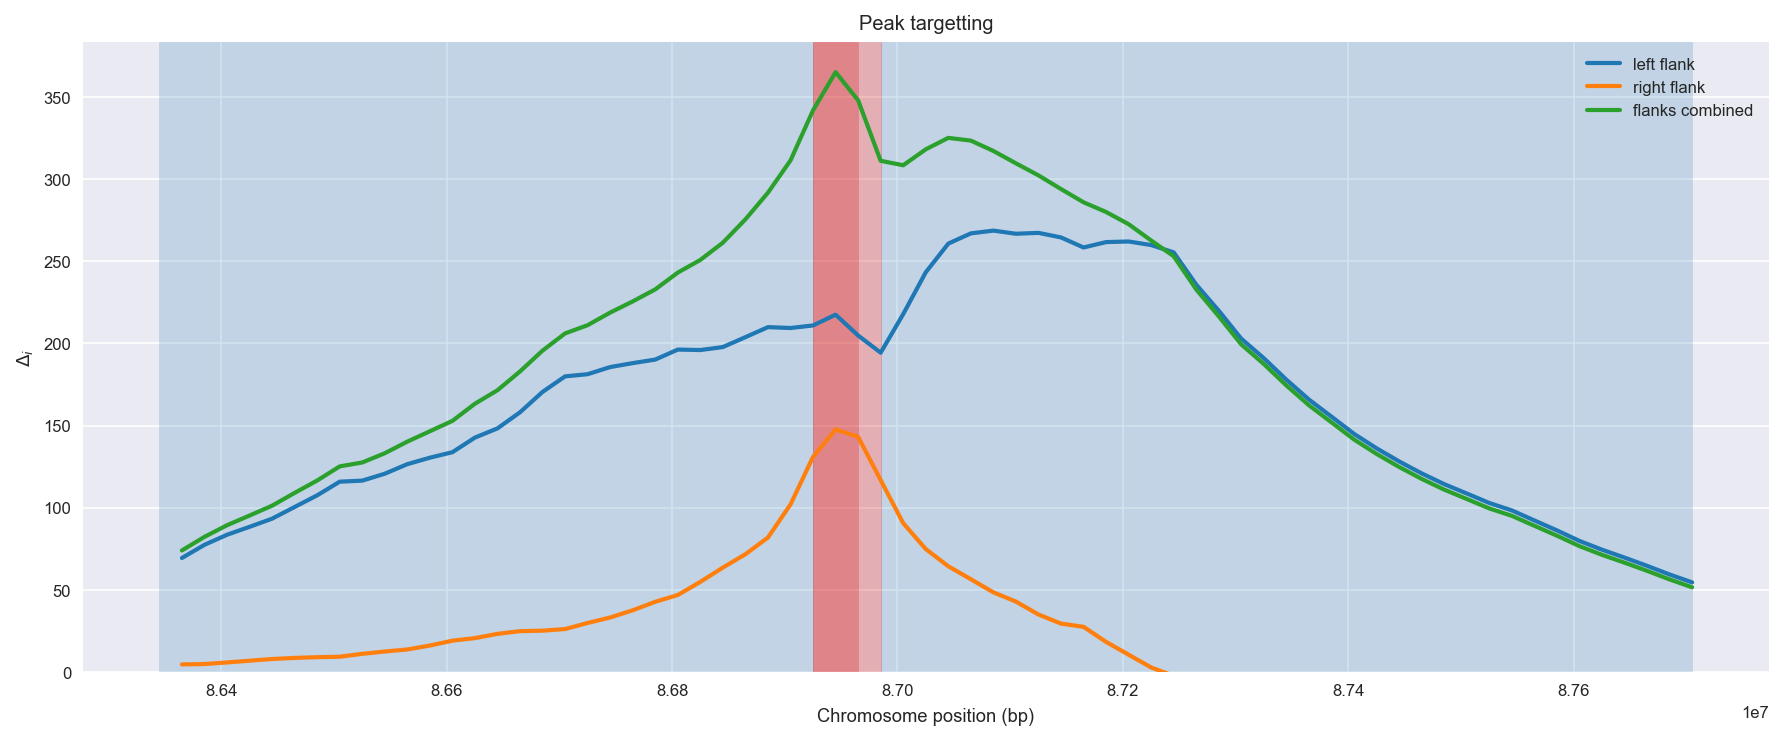 Peak targetting
left flank
right flank
flanks combined
350
300
250
200
150
100
50
0
Δi
8.64
8.66
8.68
8.70
8.72
8.74
8.76
1e7
Chromosome position (bp)